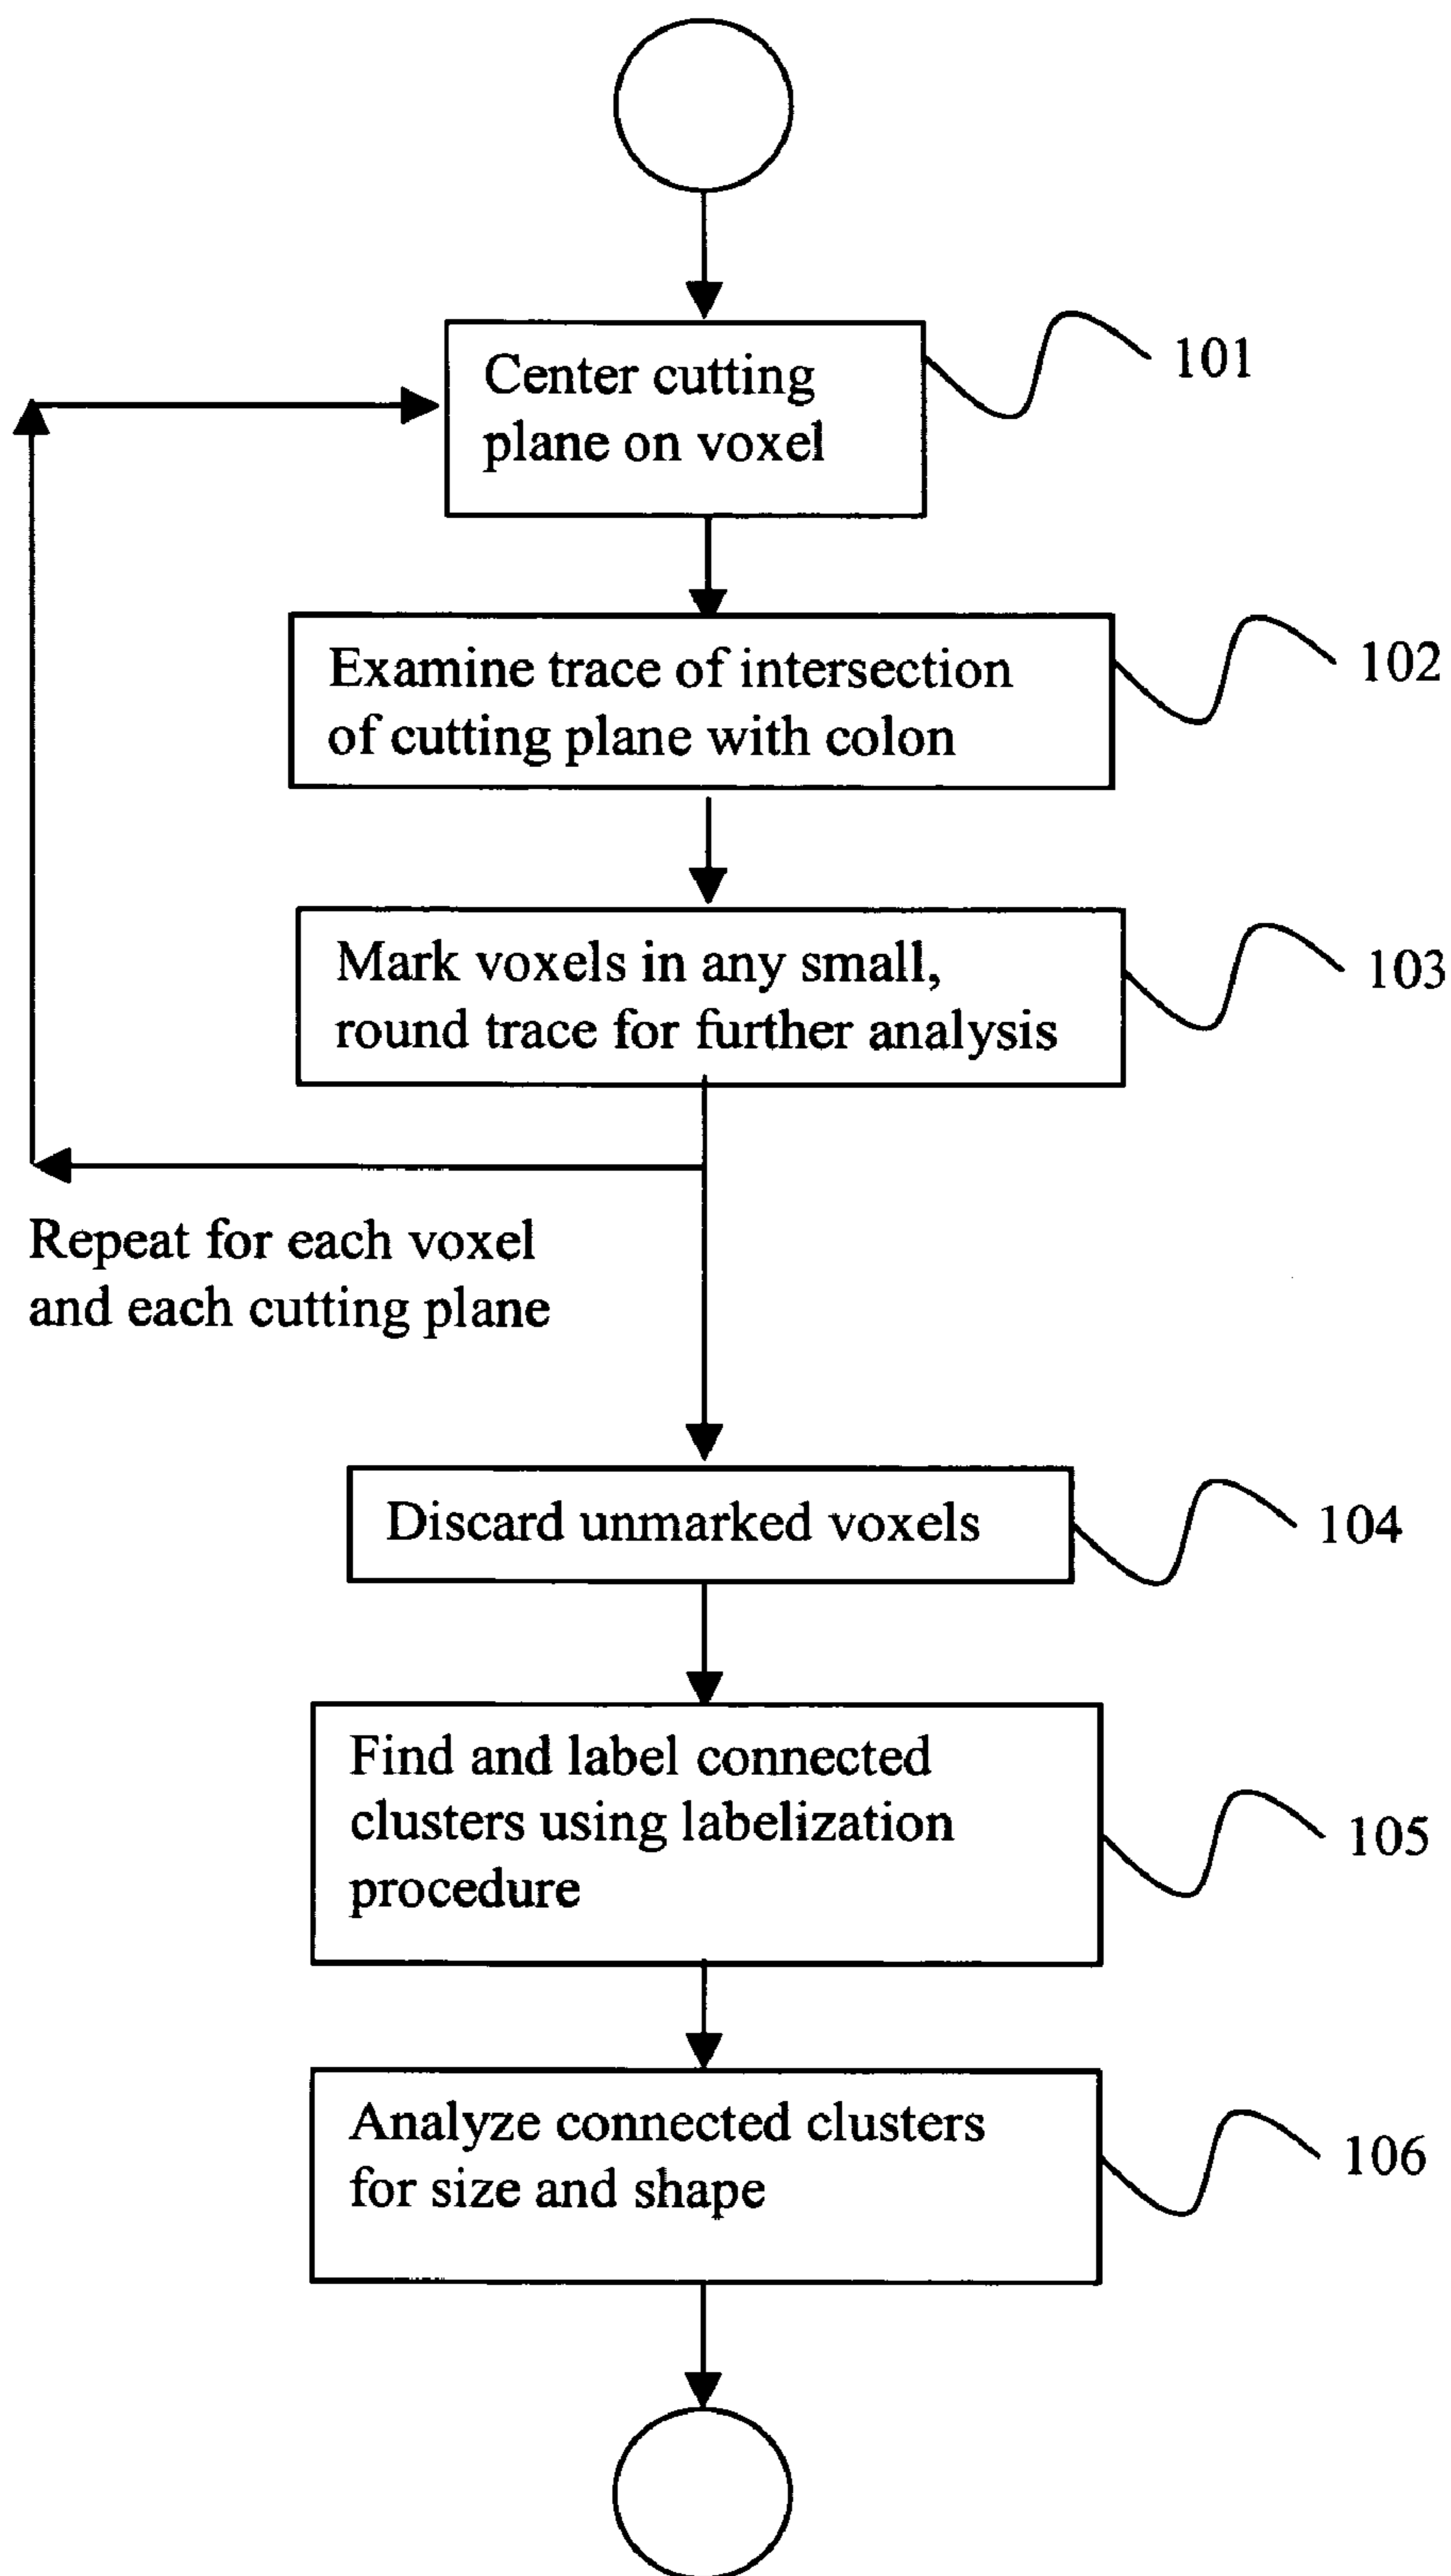 Center cutting
plane on voxel
101
Examine trace of intersection
of cutting plane with colon
102
Mark voxels in any small,
round trace for further analysis
103
Repeat for each voxel
and each cutting plane
Discard unmarked voxels
104
Find and label connected
clusters using labelization
procedure
105
Analyze connected clusters
for size and shape
106